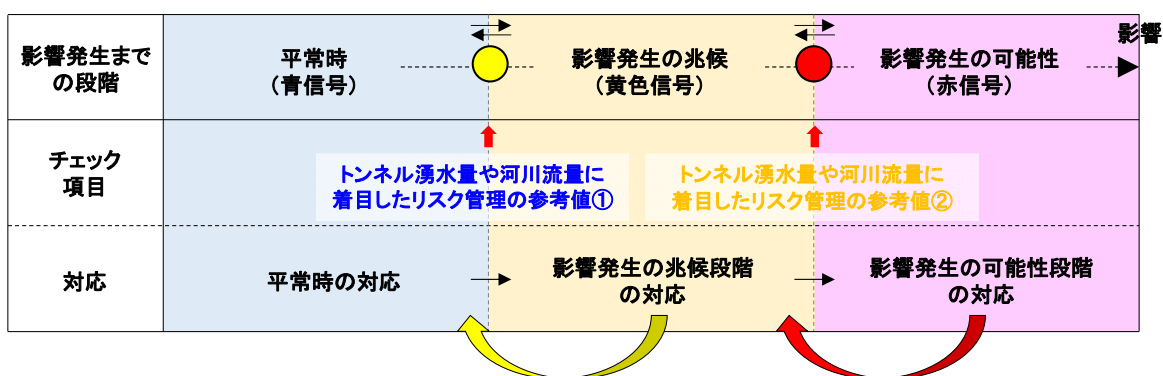 影響発生まで
の段階
平常時
(青信号)
影響発生の兆候
(黄色信号)
影響発生の可能性
(赤信号)
影響
チェック
項目
トンネル湧水量や河川流量に
着目したリスク管理の参考値①
トンネル湧水量や河川流量に
着目したリスク管理の参考値②
対応
平常時の対応
影響発生の兆候段階
の対応
影響発生の可能性段階
の対応